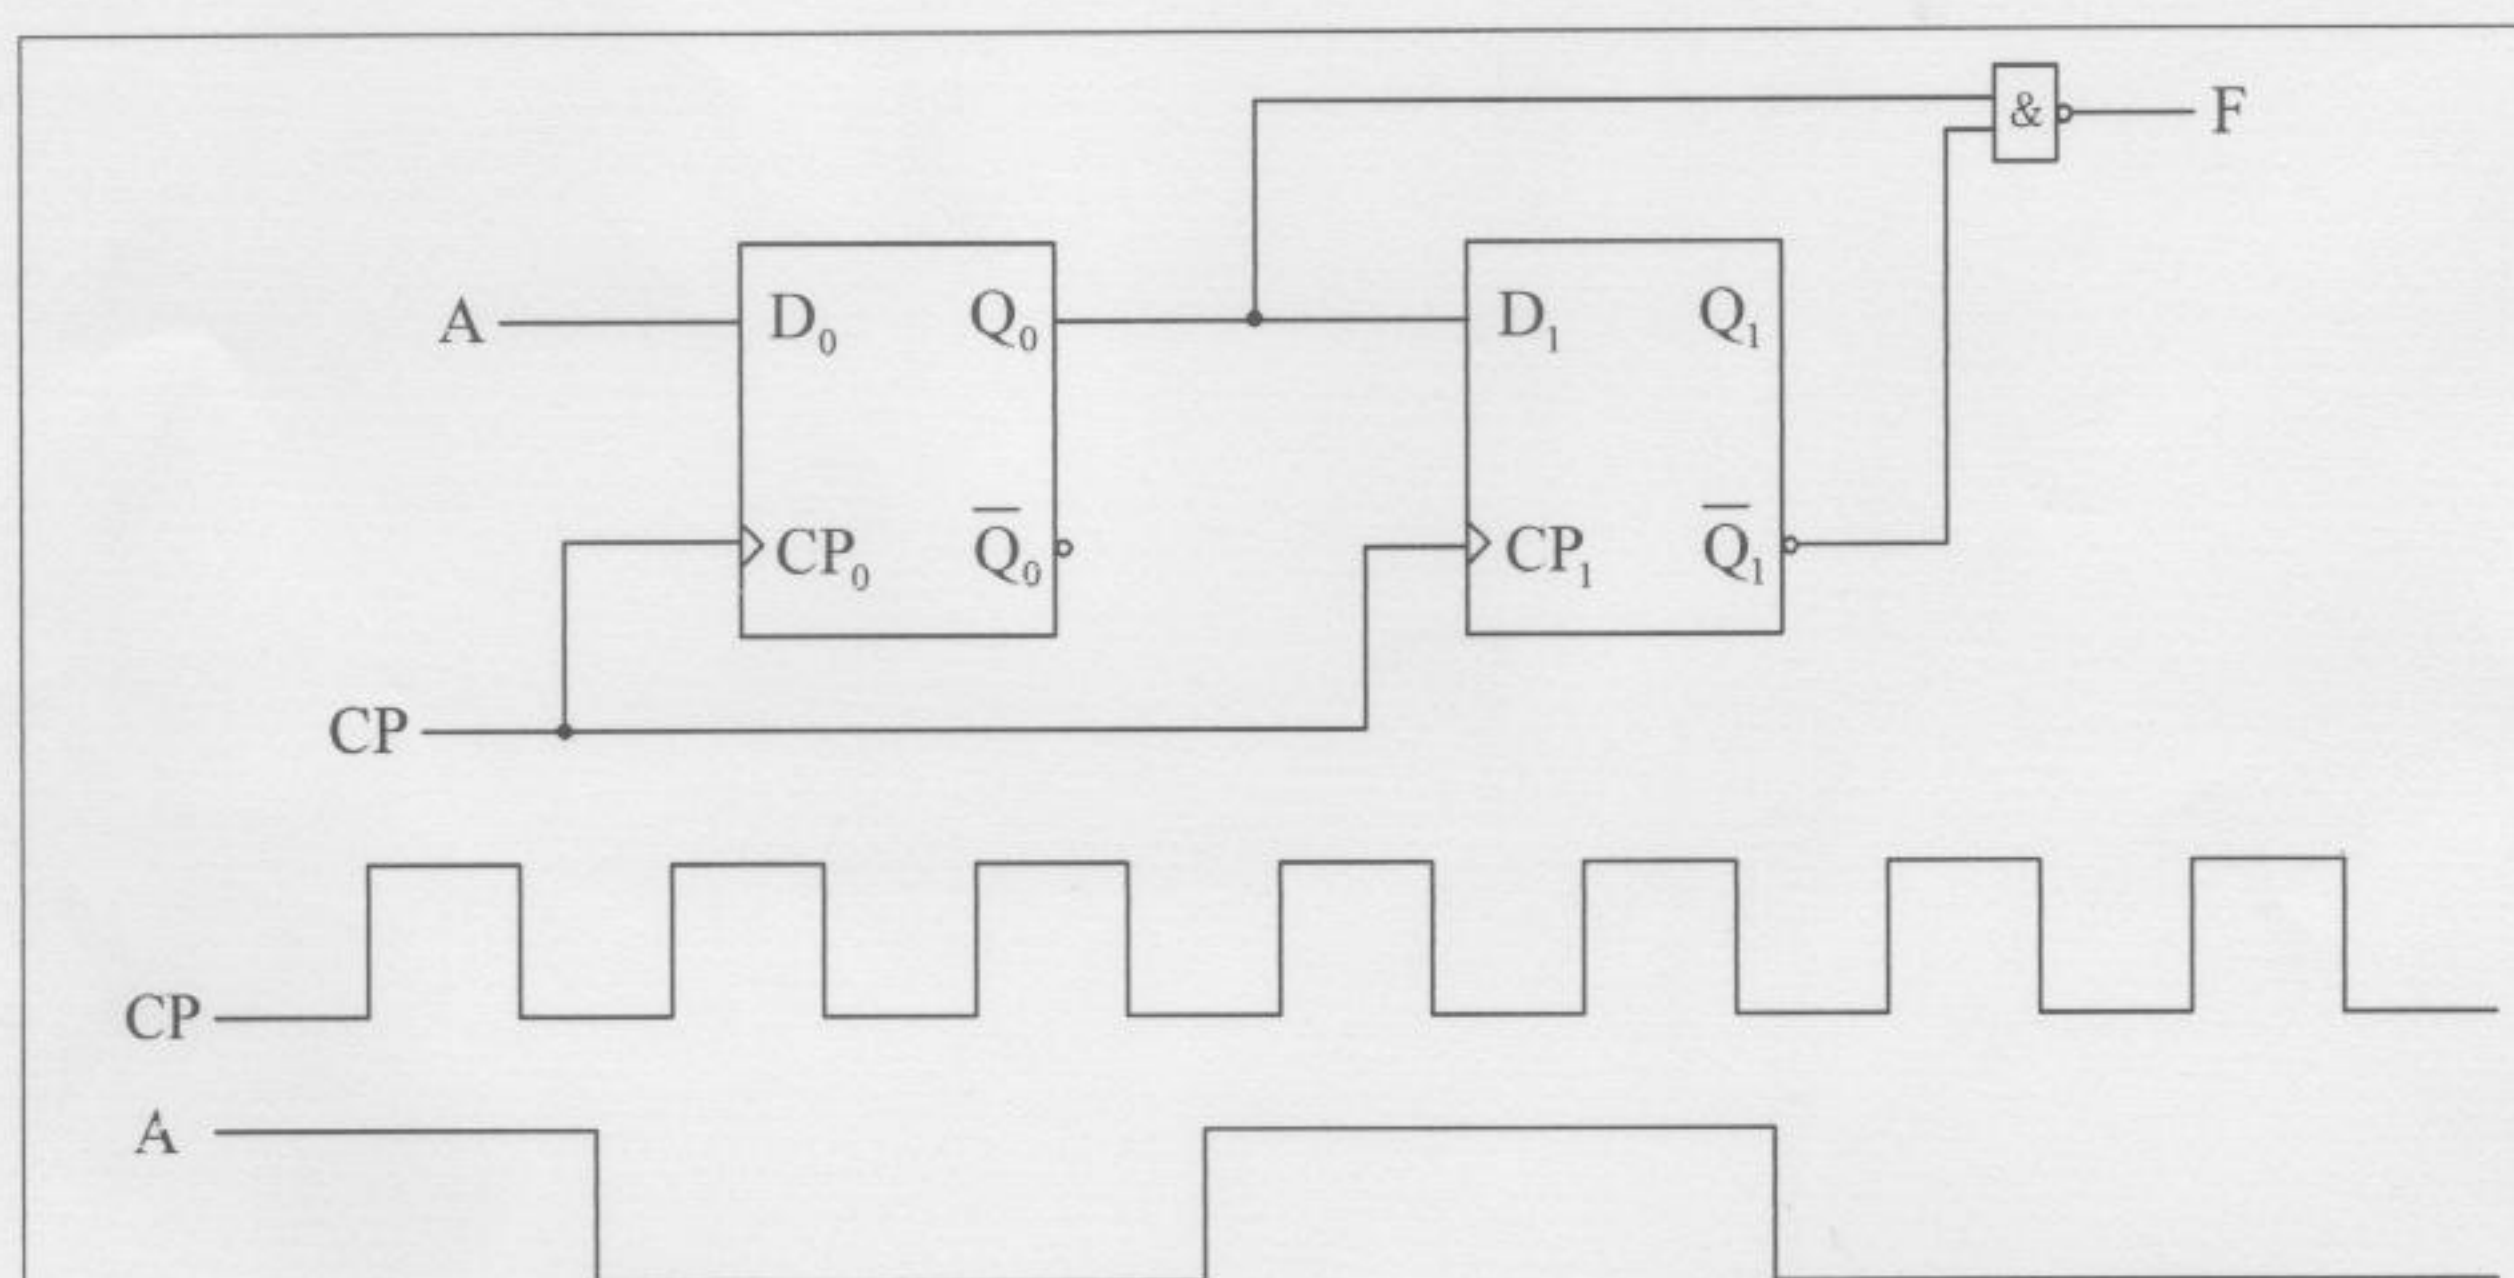 & F
A D₀ Q₀ D₁ Q₁
CP₀ Q̅₀ CP₁ Q̅₁
CP
CP
A